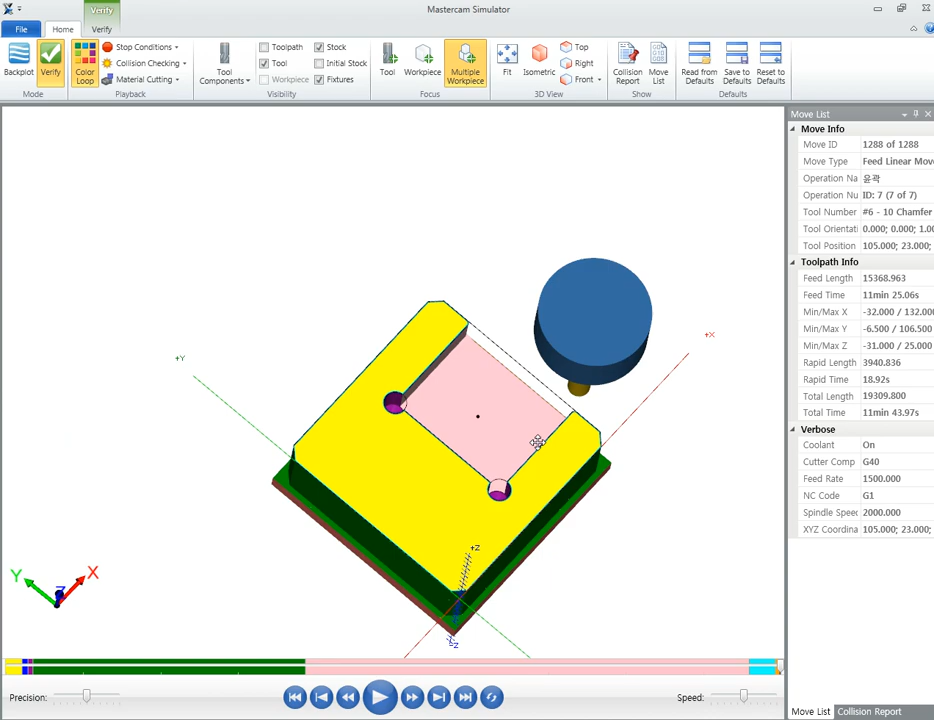 Verify
Mastercam Simulator
File
Home
Verify
Backplot
Verify
Mode
Color
Loop
Stop Conditions
Collision Checking
Material Cutting
Playback
Tool
Components
Toolpath
Tool
Workpiece
Stock
Initial Stock
Fixtures
Visibility
Tool
Workpiece
Multiple
Workpiece
Focus
Fit
Isometric
Top
Right
Front
3D View
Collision
Report
Move
List
Show
Read from
Defaults
Save to
Defaults
Reset to
Defaults
Defaults
Move List
Move Info
Move ID 1288 of 1288
Move Type Feed Linear Mov
Operation Na 윤곽
Operation Nu ID: 7 (7 of 7)
Tool Number #6 - 10 Chamfer
Tool Orientati 0.000; 0.000; 1.00
Tool Position 105.000; 23.000;
Toolpath Info
Feed Length 15368.963
Feed Time 11min 25.06s
Min/Max X -32.000 / 132.000
Min/Max Y -6.500 / 106.500
Min/Max Z -31.000 / 25.000
Rapid Length 3940.836
Rapid Time 18.92s
Total Length 19309.800
Total Time 11min 43.97s
Verbose
Coolant On
Cutter Comp G40
Feed Rate 1500.000
NC Code G1
Spindle Spee 2000.000
XYZ Coordina 105.000; 23.000;
+X
+Y
+Z
-Z
Y
X
Z
Precision:
Speed:
Move List
Collision Report